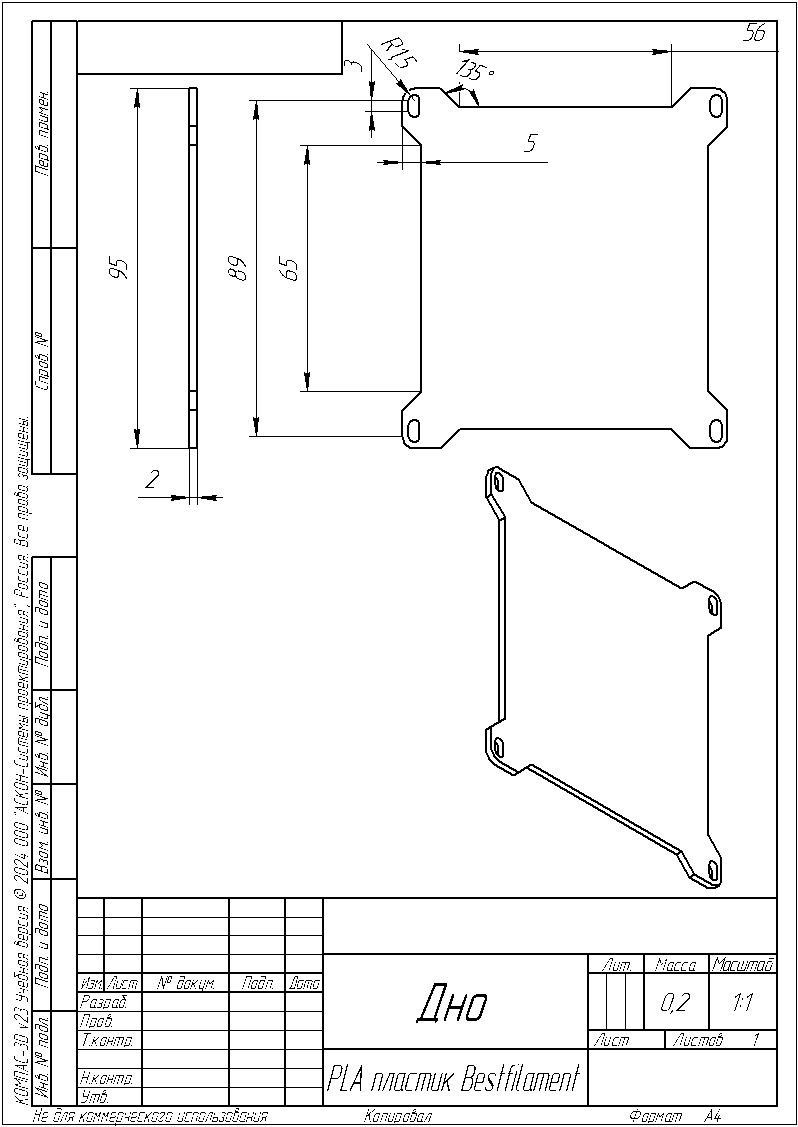 56
R1,5
3
135°
5
95
89
65
2
Перв. примен.
Справ. №
Подп. и дата
Инв. № дубл.
Взам. инв. №
Подп. и дата
Инв. № подл.
КОМПАС-3D v23 Учебная версия © 2024 ООО "АСКОН-Системы проектирования", Россия. Все права защищены.
Изм. Лист № докум. Подп. Дата
Разраб.
Пров.
Т.контр.
Н.контр.
Утв.
Дно
Лит. Масса Масштаб
0,2 1:1
Лист Листов 1
PLA пластик Bestfilament
Не для коммерческого использования Копировал Формат A4